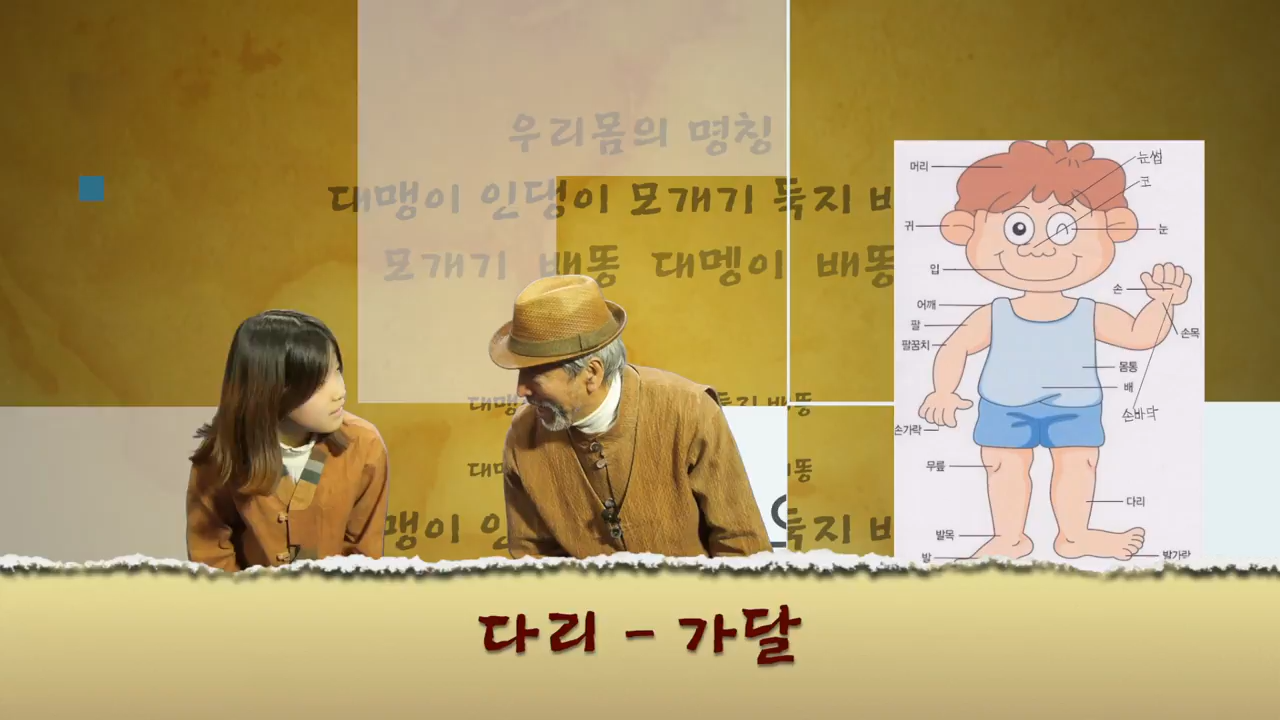 우리몸의 명칭
대맹이 인댕이 모개기 둑지 배
모개기 배똥 대멩이 배똥
머리
눈썹
코
귀
눈
입
손
어깨
팔
손목
팔꿈치
몸통
배
손바닥
손가락
무릎
다리
발목
발
발가락
다리 - 가달